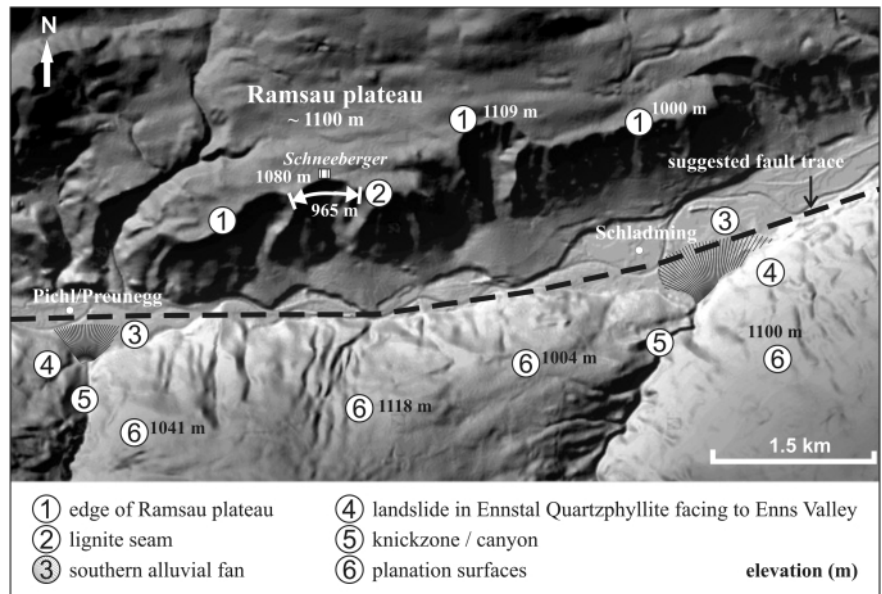 N
Ramsau plateau
~ 1100 m
1
1109 m
1
1000 m
suggested fault trace
Schneeberger
1080 m
2
965 m
1
3
Schladming
4
Pichl/Preunegg
3
4
5
1100 m
6
5
6
1004 m
6
1118 m
6
1041 m
1.5 km
1 edge of Ramsau plateau
2 lignite seam
3 southern alluvial fan
4 landslide in Ennstal Quartzphyllite facing to Enns Valley
5 knickzone / canyon
6 planation surfaces
elevation (m)